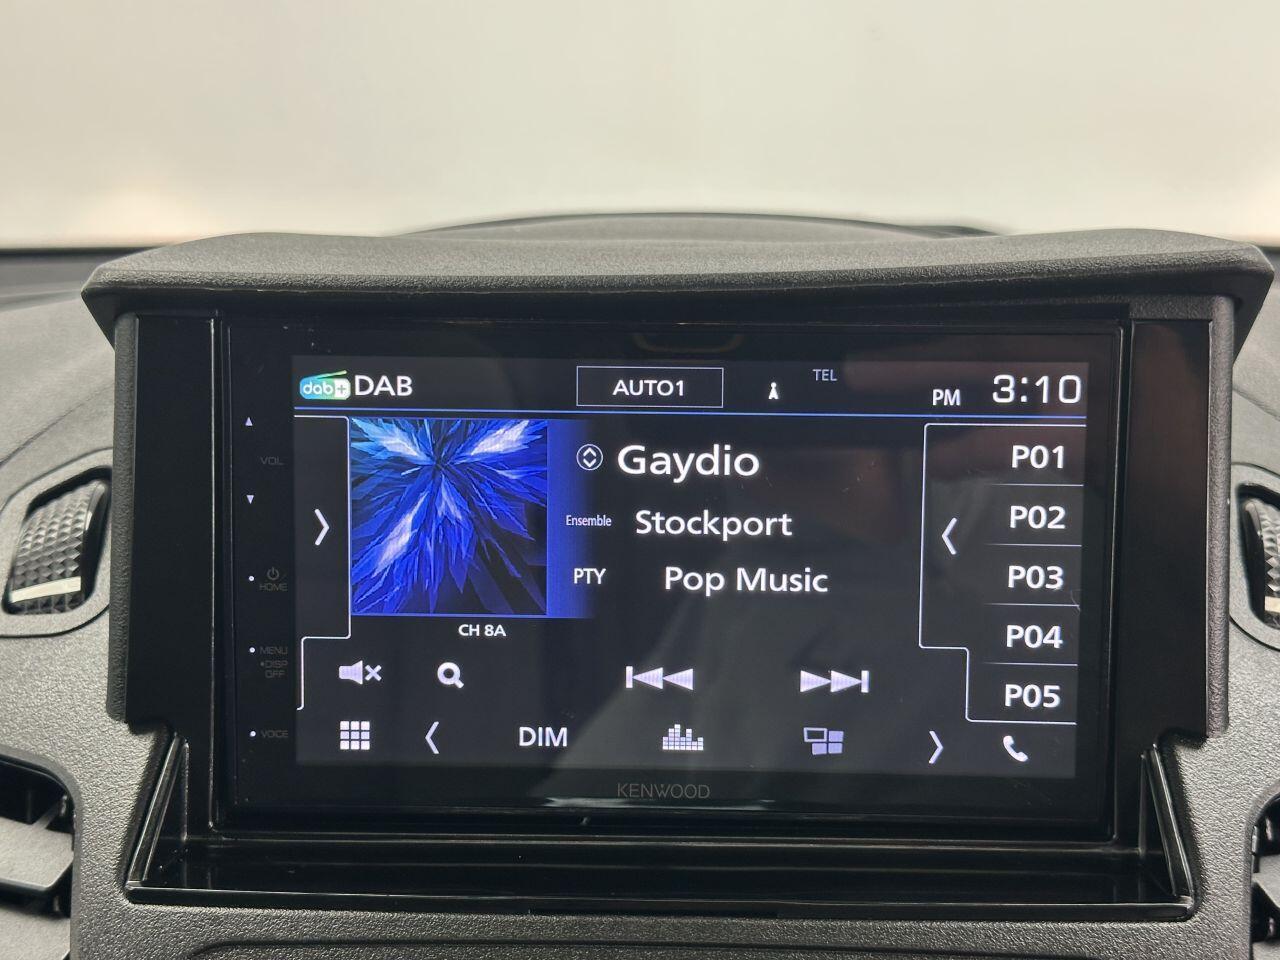 dab+ DAB
AUTO1
TEL
PM 3:10
VOL
HOME
MENU
•DISP
OFF
VOICE
Gaydio
Ensemble Stockport
PTY Pop Music
CH 8A
P01
P02
P03
P04
P05
DIM
KENWOOD